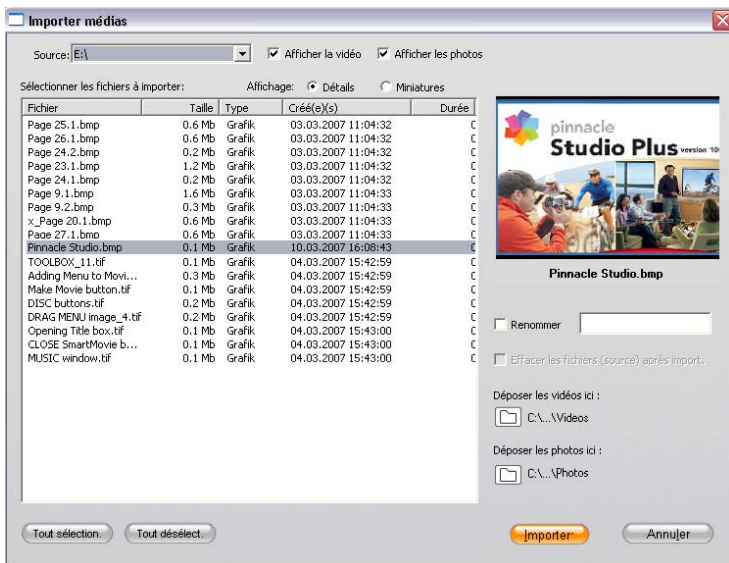 Importer médias
Source: E:\ Afficher la vidéo Afficher les photos
Sélectionner les fichiers à importer: Affichage: Détails Miniatures
Fichier Taille Type Créé(e)(s) Durée
Page 25.1.bmp 0.6 Mb Grafik 03.03.2007 11:04:32
Page 26.1.bmp 0.6 Mb Grafik 03.03.2007 11:04:32
Page 24.2.bmp 0.2 Mb Grafik 03.03.2007 11:04:32
Page 23.1.bmp 1.2 Mb Grafik 03.03.2007 11:04:32
Page 24.1.bmp 0.2 Mb Grafik 03.03.2007 11:04:32
Page 9.1.bmp 1.6 Mb Grafik 03.03.2007 11:04:33
Page 9.2.bmp 0.3 Mb Grafik 03.03.2007 11:04:33
x_Page 20.1.bmp 0.6 Mb Grafik 03.03.2007 11:04:33
Page 27.1.bmp 0.6 Mb Grafik 03.03.2007 11:04:33
Pinnacle Studio.bmp 0.1 Mb Grafik 10.03.2007 16:08:43
TOOLBOX_11.tif 0.1 Mb Grafik 04.03.2007 15:42:59
Adding Menu to Movi... 0.3 Mb Grafik 04.03.2007 15:42:59
Make Movie button.tif 0.1 Mb Grafik 04.03.2007 15:42:59
DISC buttons.tif 0.2 Mb Grafik 04.03.2007 15:42:59
DRAG MENU image_4.tif 0.2 Mb Grafik 04.03.2007 15:42:59
Opening Title box.tif 0.1 Mb Grafik 04.03.2007 15:43:00
CLOSE SmartMovie b... 0.1 Mb Grafik 04.03.2007 15:43:00
MUSIC window.tif 0.1 Mb Grafik 04.03.2007 15:43:00
pinnacle
Studio Plus version 10
Pinnacle Studio.bmp
Renommer
Effacer les fichiers (source) après import.
Déposer les vidéos ici :
C:\...\Videos
Déposer les photos ici :
C:\...\Photos
Tout sélection. Tout désélect. Importer Annuler